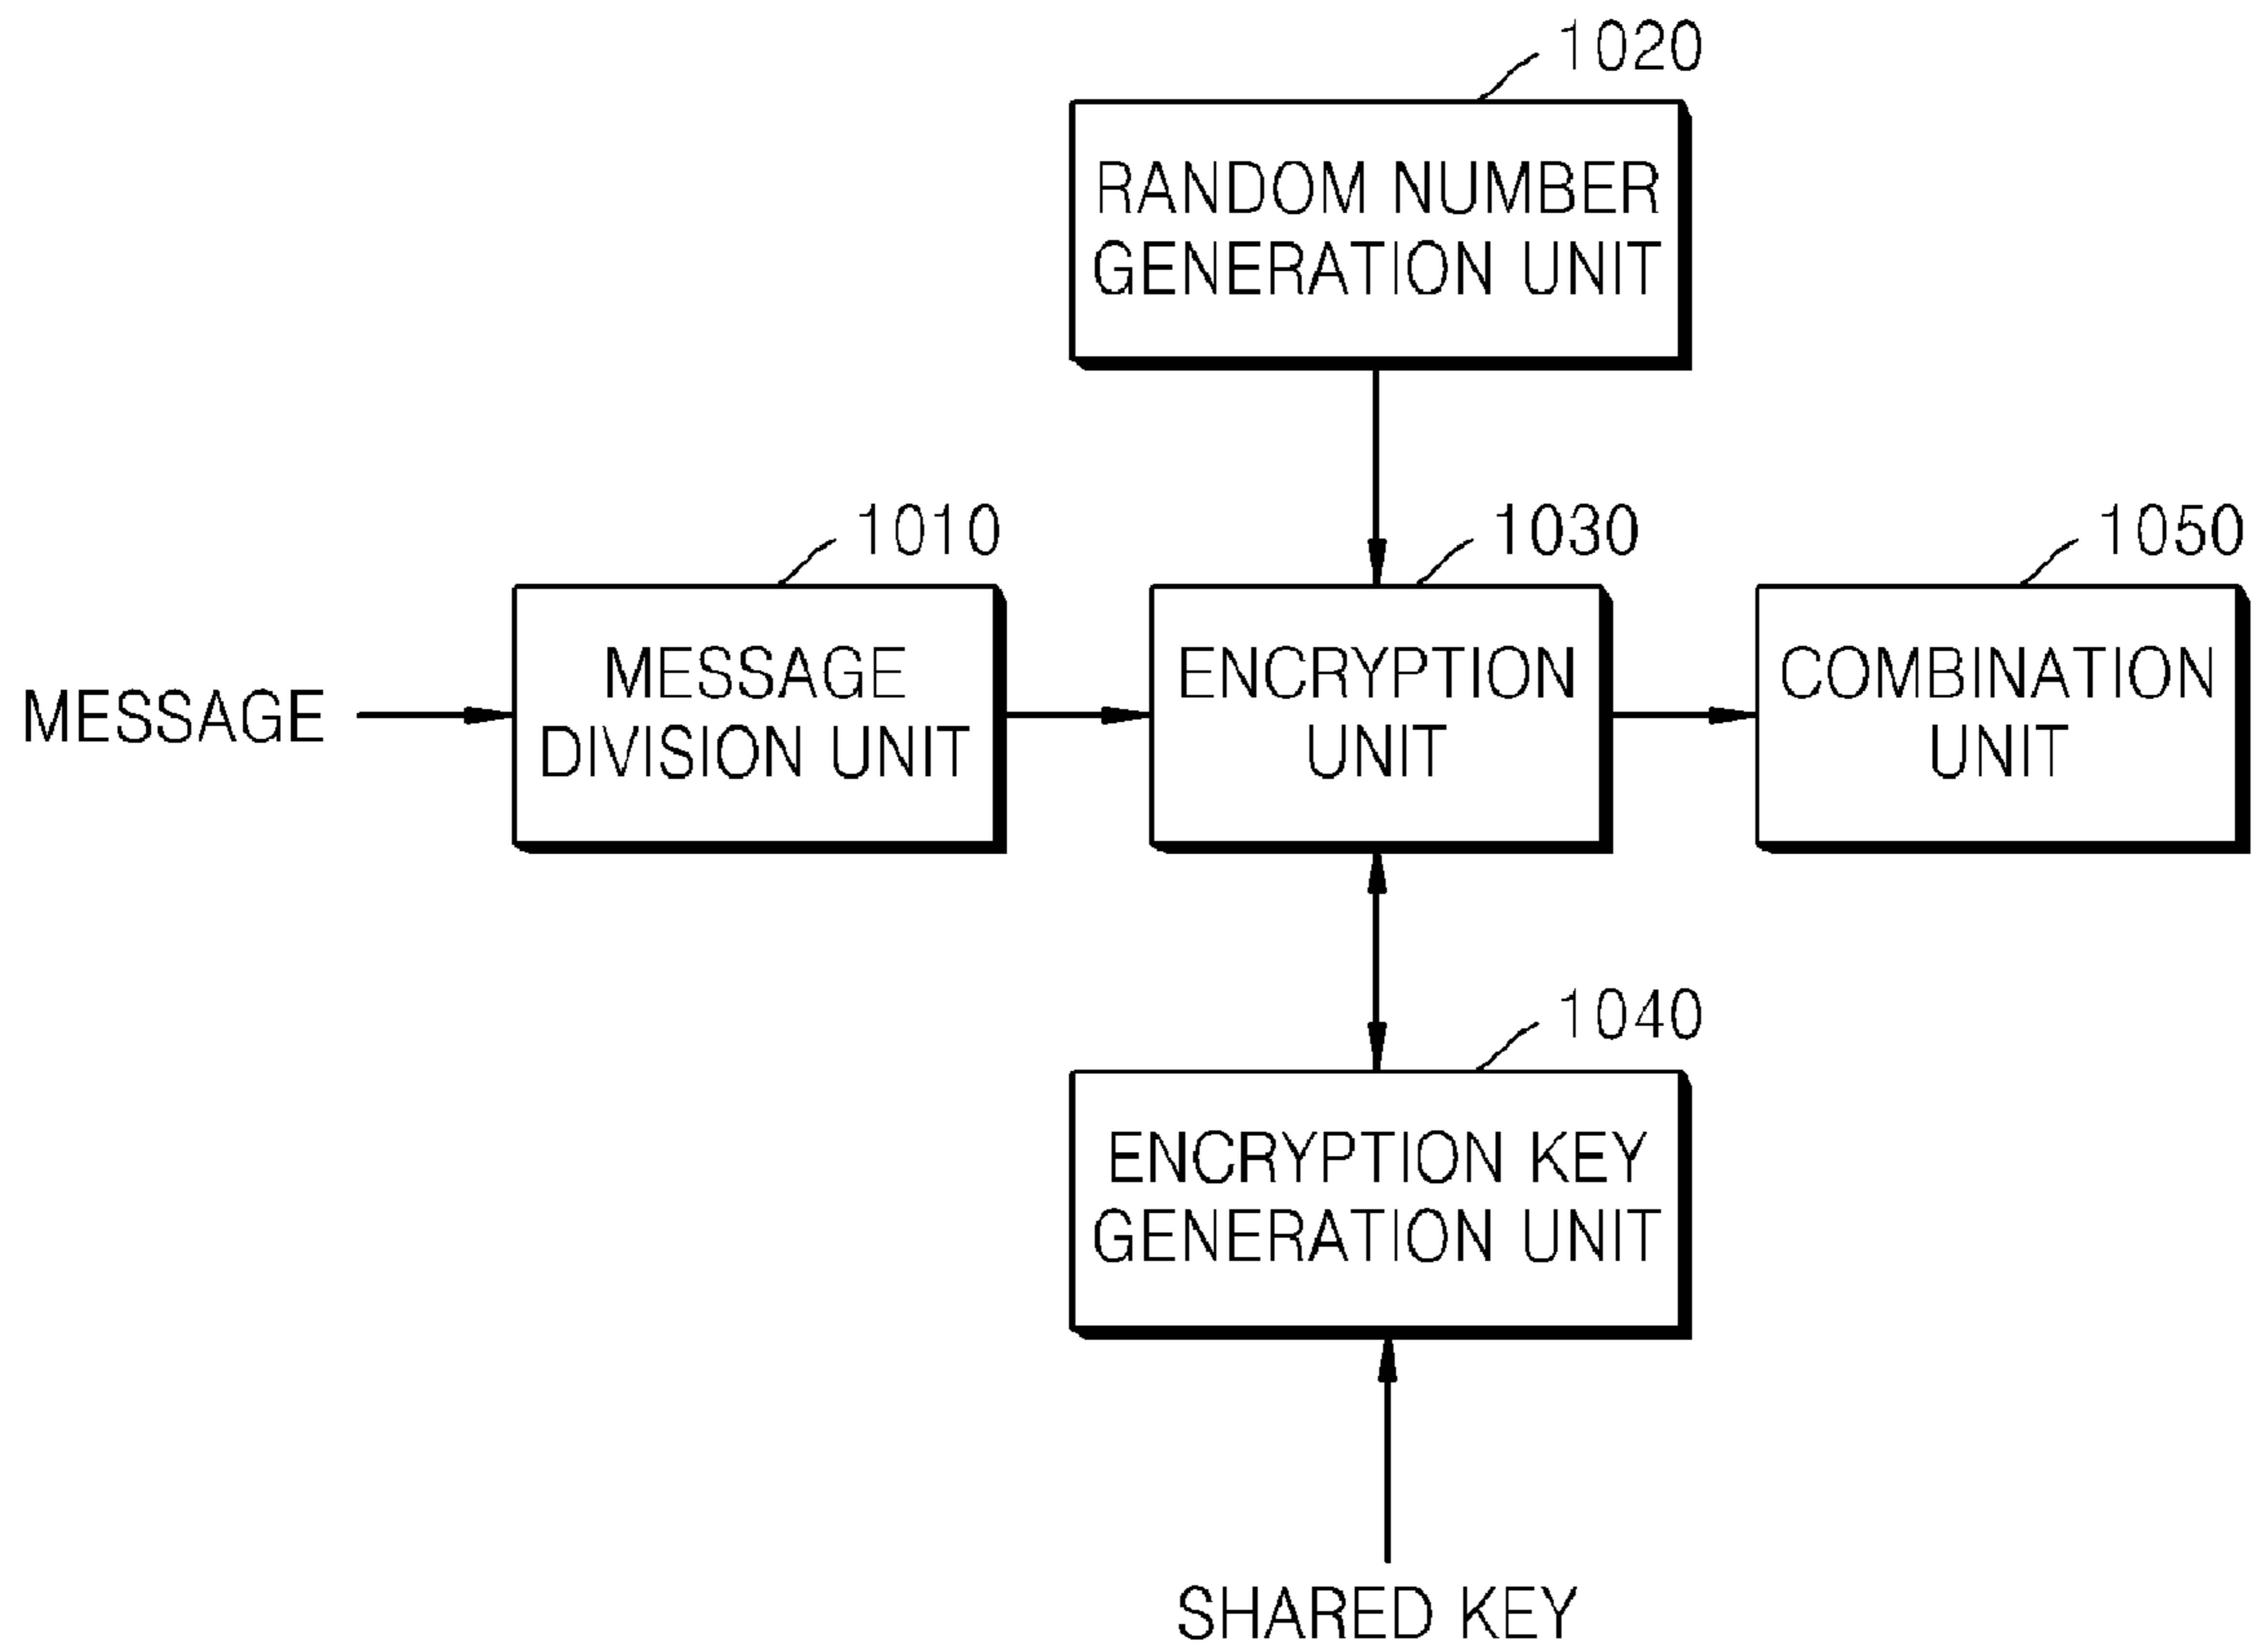 1020
RANDOM NUMBER
GENERATION UNIT
1010
1030
1050
MESSAGE
MESSAGE
DIVISION UNIT
ENCRYPTION
UNIT
COMBINATION
UNIT
1040
ENCRYPTION KEY
GENERATION UNIT
SHARED KEY